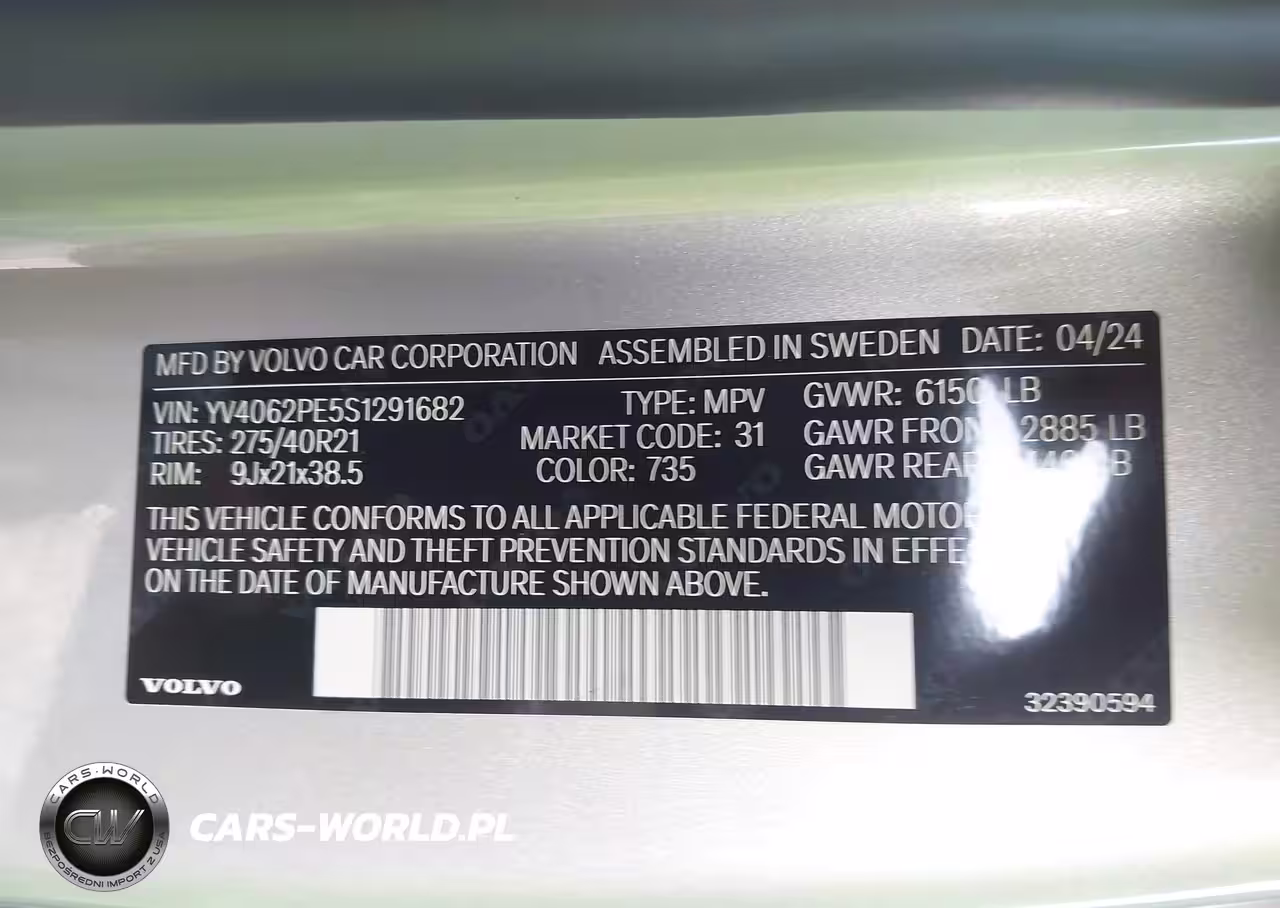 MFD BY VOLVO CAR CORPORATION ASSEMBLED IN SWEDEN DATE: 04/24
VIN: YV4062PE5S1291682 TYPE: MPV GVWR: 6150 LB
TIRES: 275/40R21 MARKET CODE: 31 GAWR 2885 LB
RIM: 9Jx21x38.5 COLOR: 735 GAWR REAR
THIS VEHICLE CONFORMS TO ALL APPLICABLE FEDERAL MOTOR
VEHICLE SAFETY AND THEFT PREVENTION STANDARDS IN
ON THE DATE OF MANUFACTURE SHOWN ABOVE.
VOLVO
32390594
CARS-WORLD
CW
BEZPOŚREDNI IMPORT Z USA
CARS-WORLD.PL